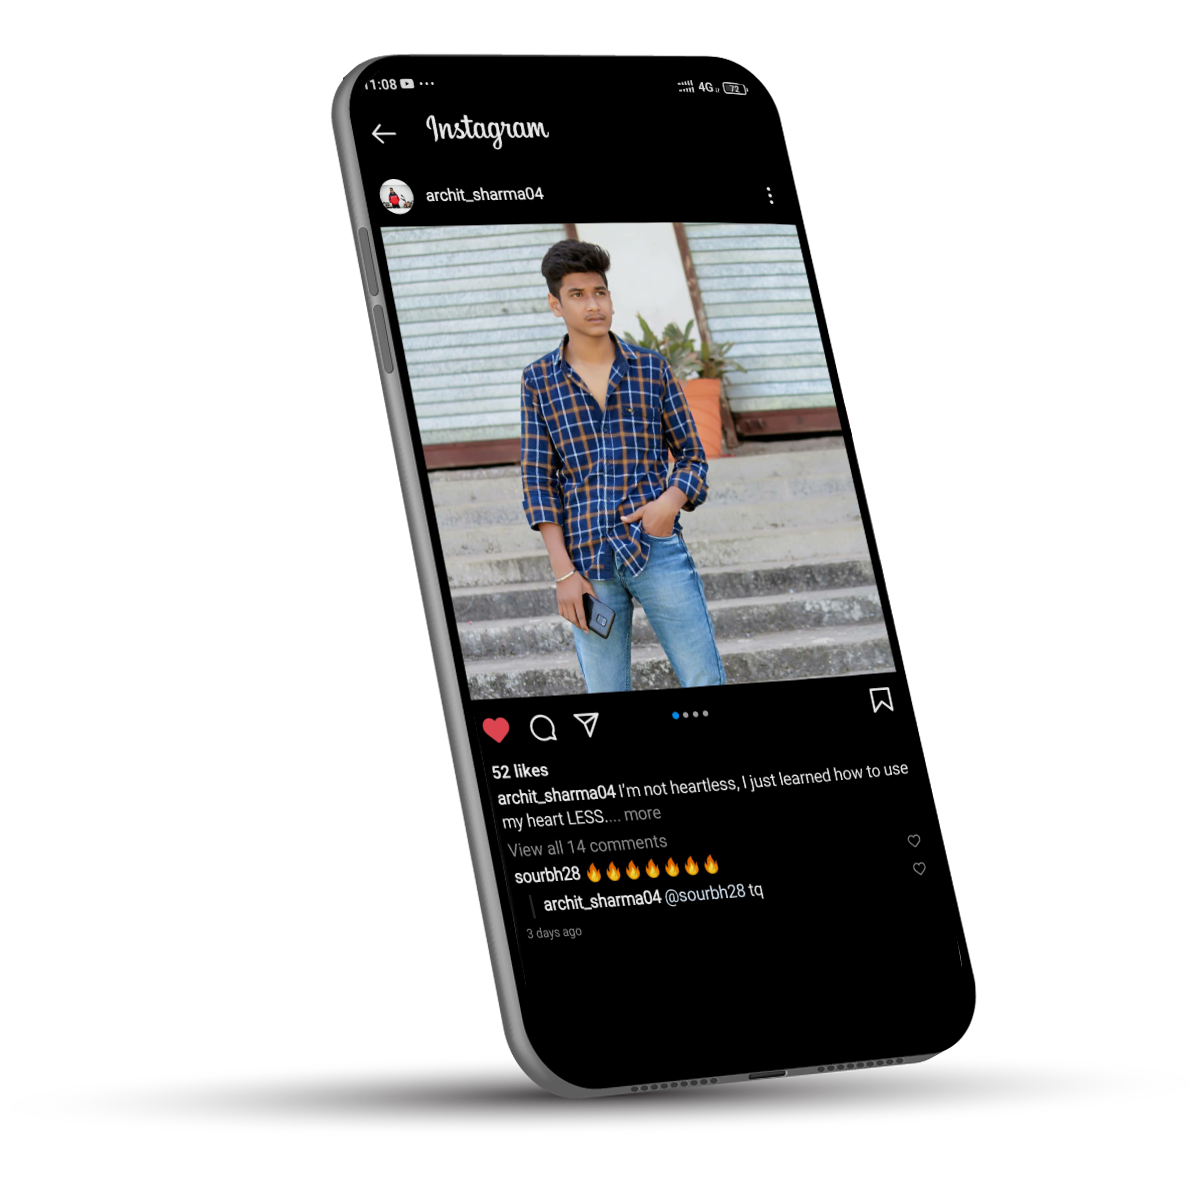 11:08
4G 72
Instagram
archit_sharma04
52 likes
archit_sharma04 I'm not heartless, I just learned how to use
my heart LESS.... more
View all 14 comments
sourbh28 🔥🔥🔥🔥🔥🔥🔥
archit_sharma04 @sourbh28 tq
3 days ago